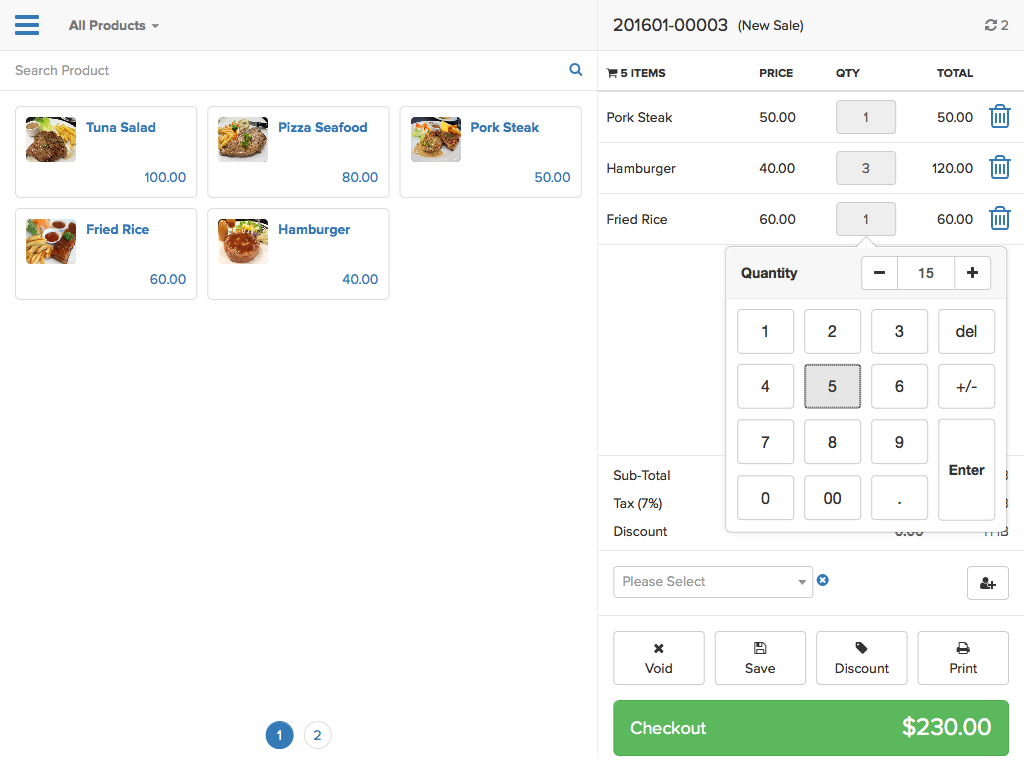 All Products
201601-00003 (New Sale)
2
Search Product
5 ITEMS PRICE QTY TOTAL
Tuna Salad
100.00
Pizza Seafood
80.00
Pork Steak
50.00
Fried Rice
60.00
Hamburger
40.00
Pork Steak 50.00 1 50.00
Hamburger 40.00 3 120.00
Fried Rice 60.00 1 60.00
Quantity − 15 +
1 2 3 del
4 5 6 +/-
7 8 9
Enter
0 00 .
Sub-Total
Tax (7%)
Discount 0.00 THB
Please Select
Void Save Discount Print
Checkout $230.00
1 2